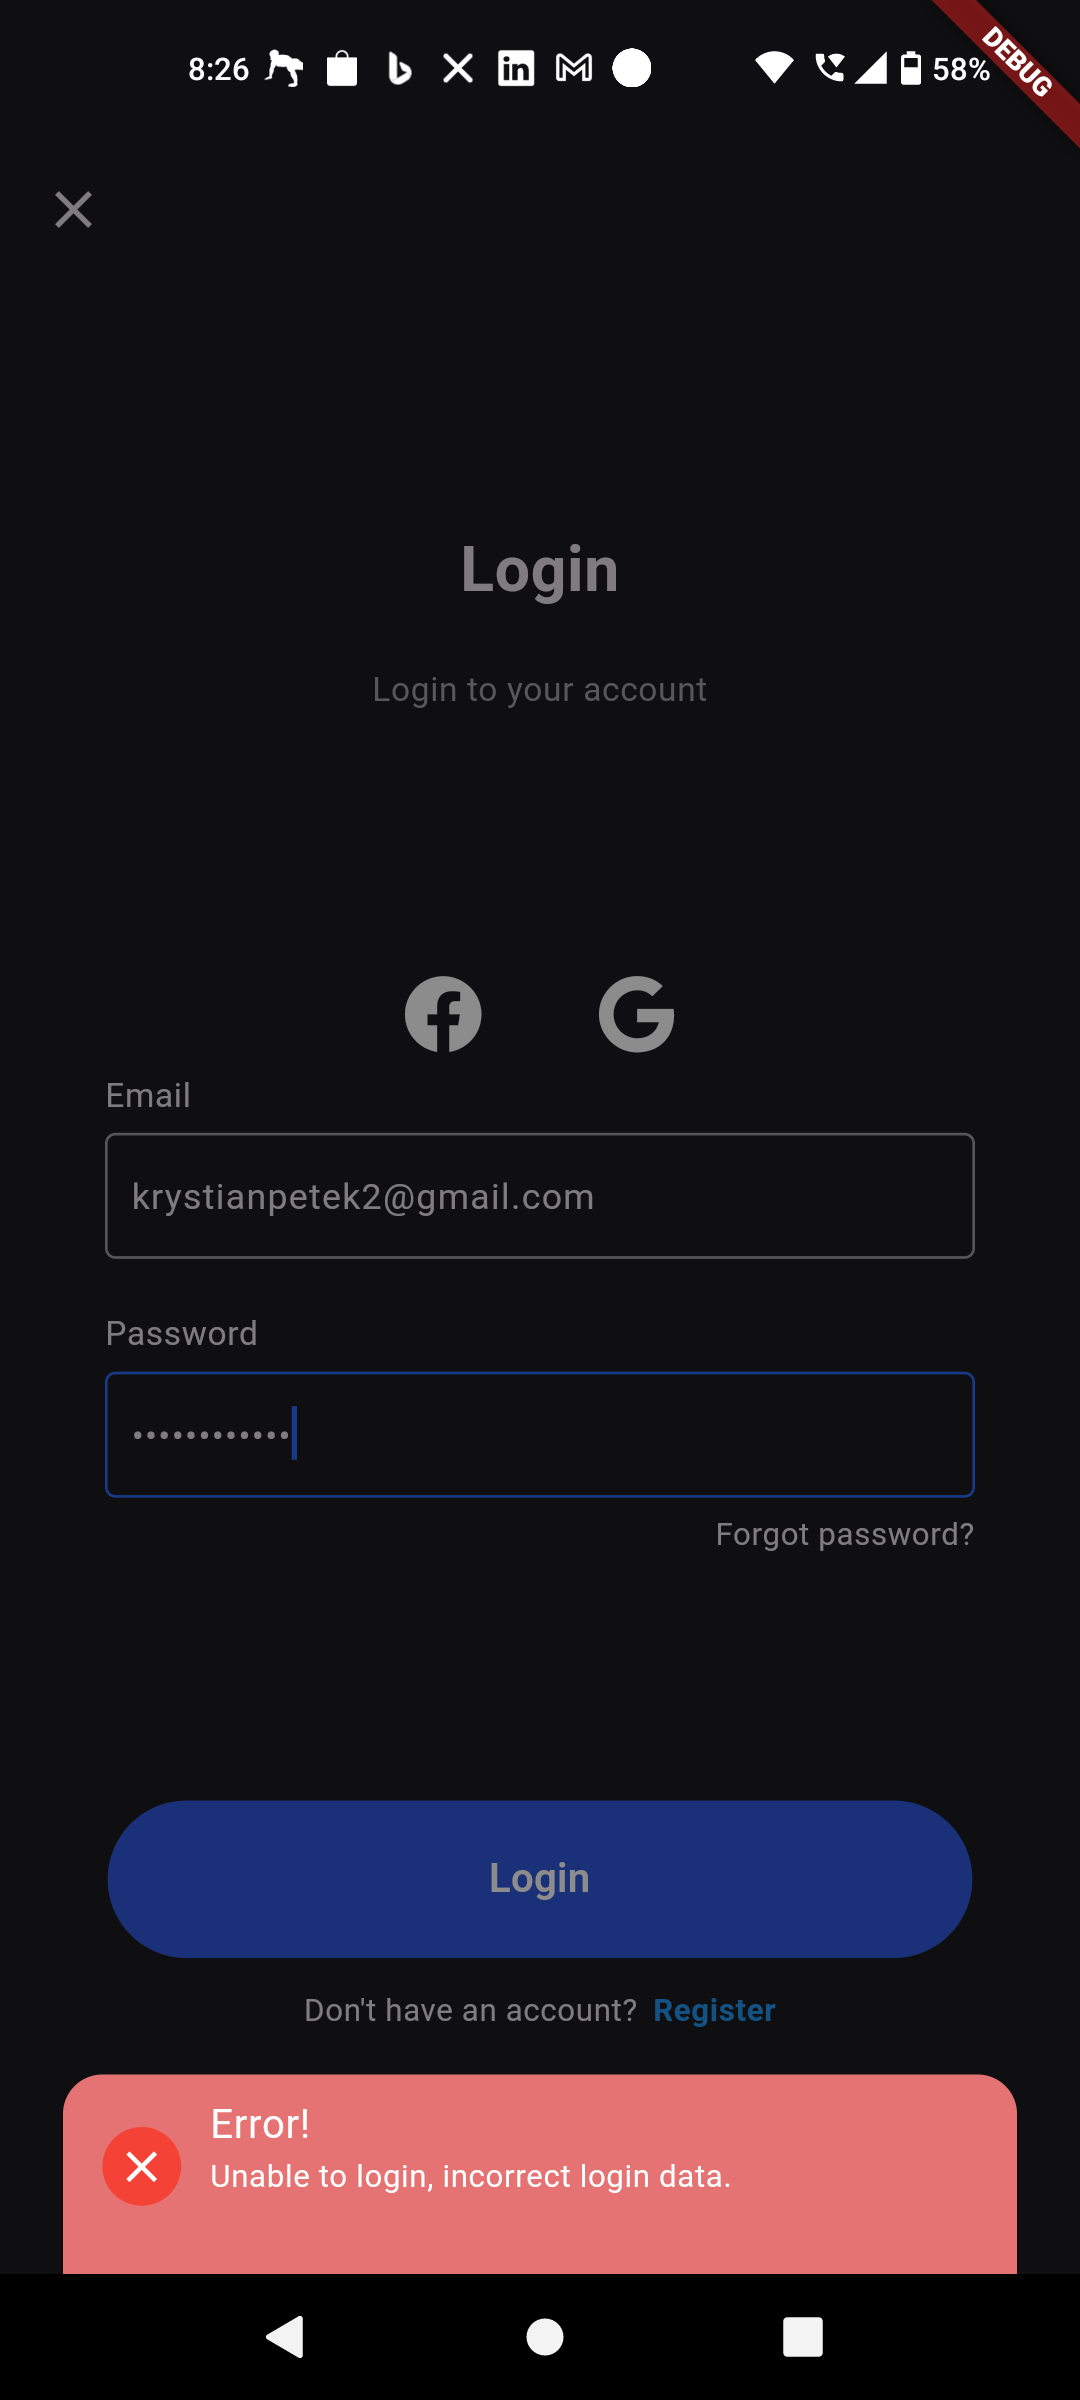 8:26
58%
DEBUG
Login
Login to your account
Email
krystianpetek2@gmail.com
Password
••••••••••••
Forgot password?
Login
Don't have an account? Register
Error!
Unable to login, incorrect login data.